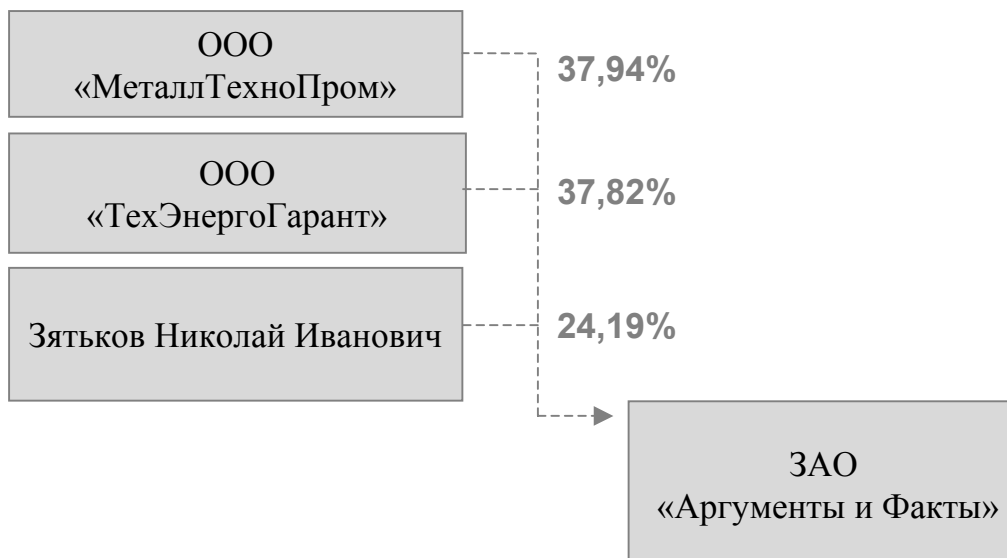 ООО
«МеталлТехноПром»
37,94%
ООО
«ТехЭнергоГарант»
37,82%
Зятьков Николай Иванович
24,19%
ЗАО
«Аргументы и Факты»